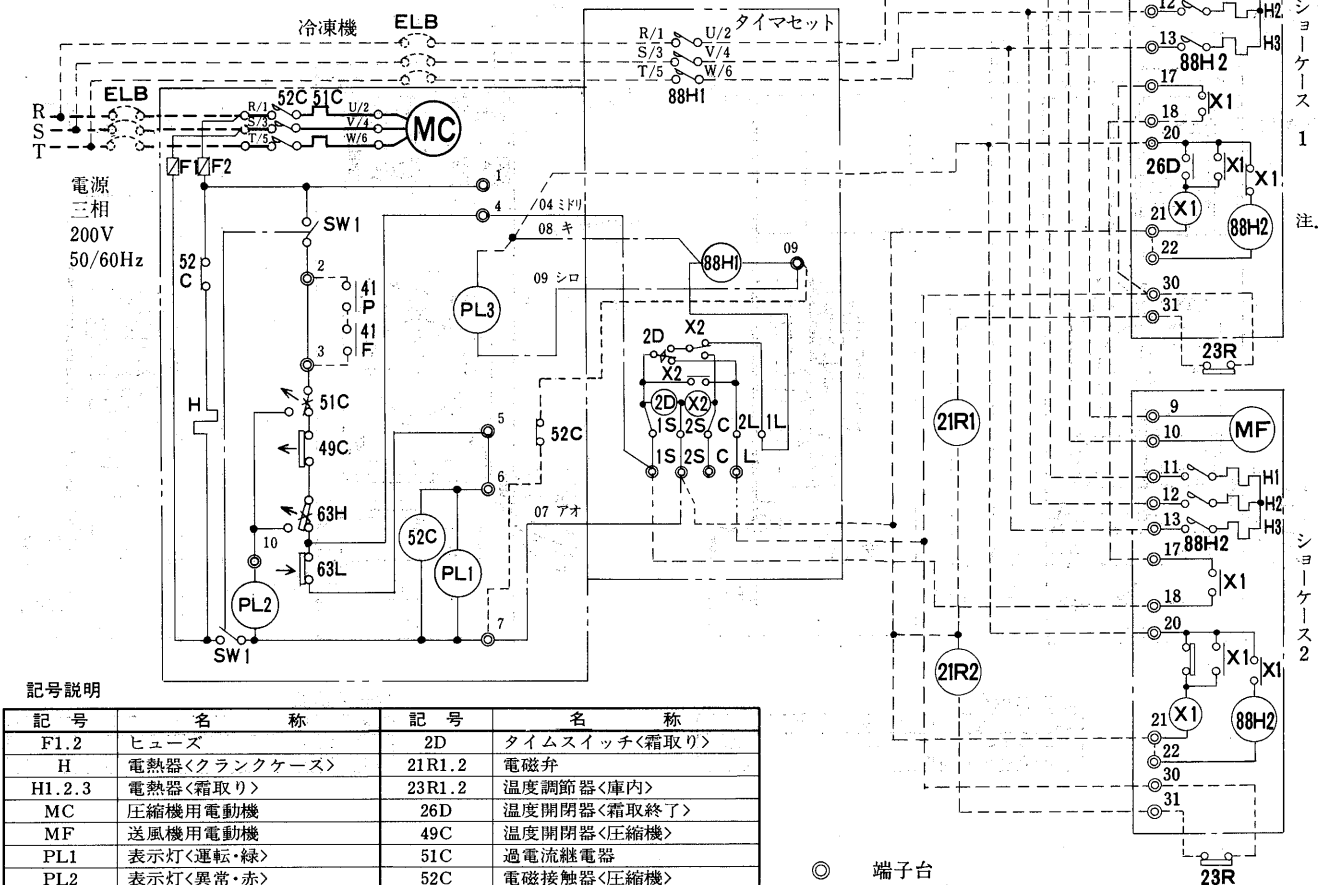 冷凍機
ELB
タイマセット
R/1 U/2
S/3 V/4
T/5 W/6
88H1
ELB
R
S
T
R/1 52C 51C U/2
S/3 V/4
T/5 W/6
MC
F1 F2
電源
三相
200V
50/60Hz
52
C
H
SW1
2
41
P
41
F
3
51C
49C
63H
10
63L
PL2
SW1
1
4
04 ミドリ
08 キ
09 シロ
PL3
5
6
52C
PL1
07 アオ
7
88H1
09
52C
2D X2
X2
2D X2
1S 2S C 2L 1L
1S 2S C L
21R1
21R2
12 H2
13 H3
88H2
17
X1
18
20
26D X1 X1
21 X1
22 88H2
30
31
23R
ショーケース 1
注.
9
10 MF
11 H1
12 H2
13 H3
88H2
17
X1
18
20
X1 X1
21 X1
22 88H2
30
31
23R
ショーケース 2
記号説明
記 号 名 称 記 号 名 称
F1.2 ヒューズ 2D タイムスイッチ<霜取り>
H 電熱器<クランクケース> 21R1.2 電磁弁
H1.2.3 電熱器<霜取り> 23R1.2 温度調節器<庫内>
MC 圧縮機用電動機 26D 温度開閉器<霜取終了>
MF 送風機用電動機 49C 温度開閉器<圧縮機>
PL1 表示灯<運転・緑> 51C 過電流継電器
PL2 表示灯<異常・赤> 52C 電磁接触器<圧縮機>
◎ 端子台